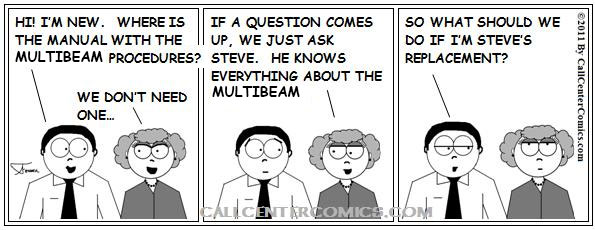 HI! I'M NEW. WHERE IS
THE MANUAL WITH THE
MULTIBEAM PROCEDURES?
WE DON'T NEED
ONE...
IF A QUESTION COMES
UP, WE JUST ASK
STEVE. HE KNOWS
EVERYTHING ABOUT THE
MULTIBEAM
SO WHAT SHOULD WE
DO IF I'M STEVE'S
REPLACEMENT?
©2011 By CallCenterComics.com
CALLCENTERCOMICS.COM